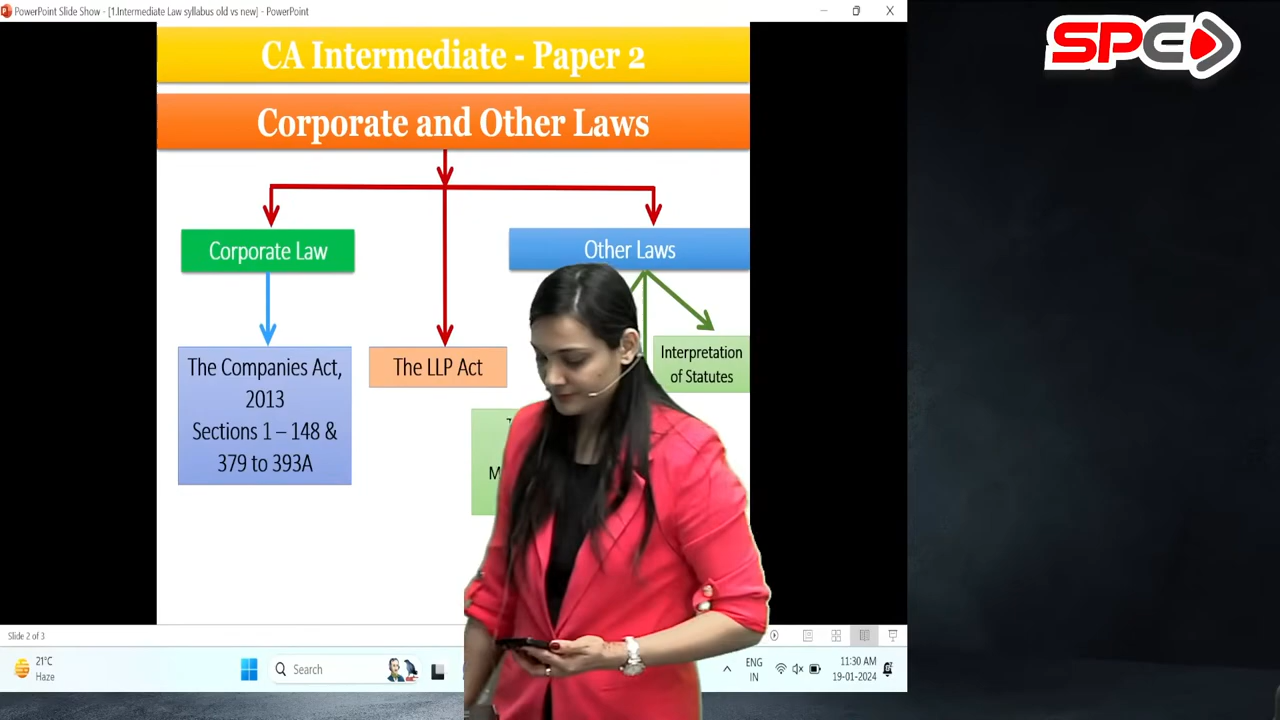 PowerPoint Slide Show - [1.Intermediate Law syllabus old vs new] - PowerPoint
SPE
CA Intermediate - Paper 2
Corporate and Other Laws
Corporate Law
Other Laws
The Companies Act,
2013
Sections 1 – 148 &
379 to 393A
The LLP Act
Interpretation
of Statutes
Slide 2 of 3
21°C
Haze
Search
ENG
IN
11:30 AM
19-01-2024